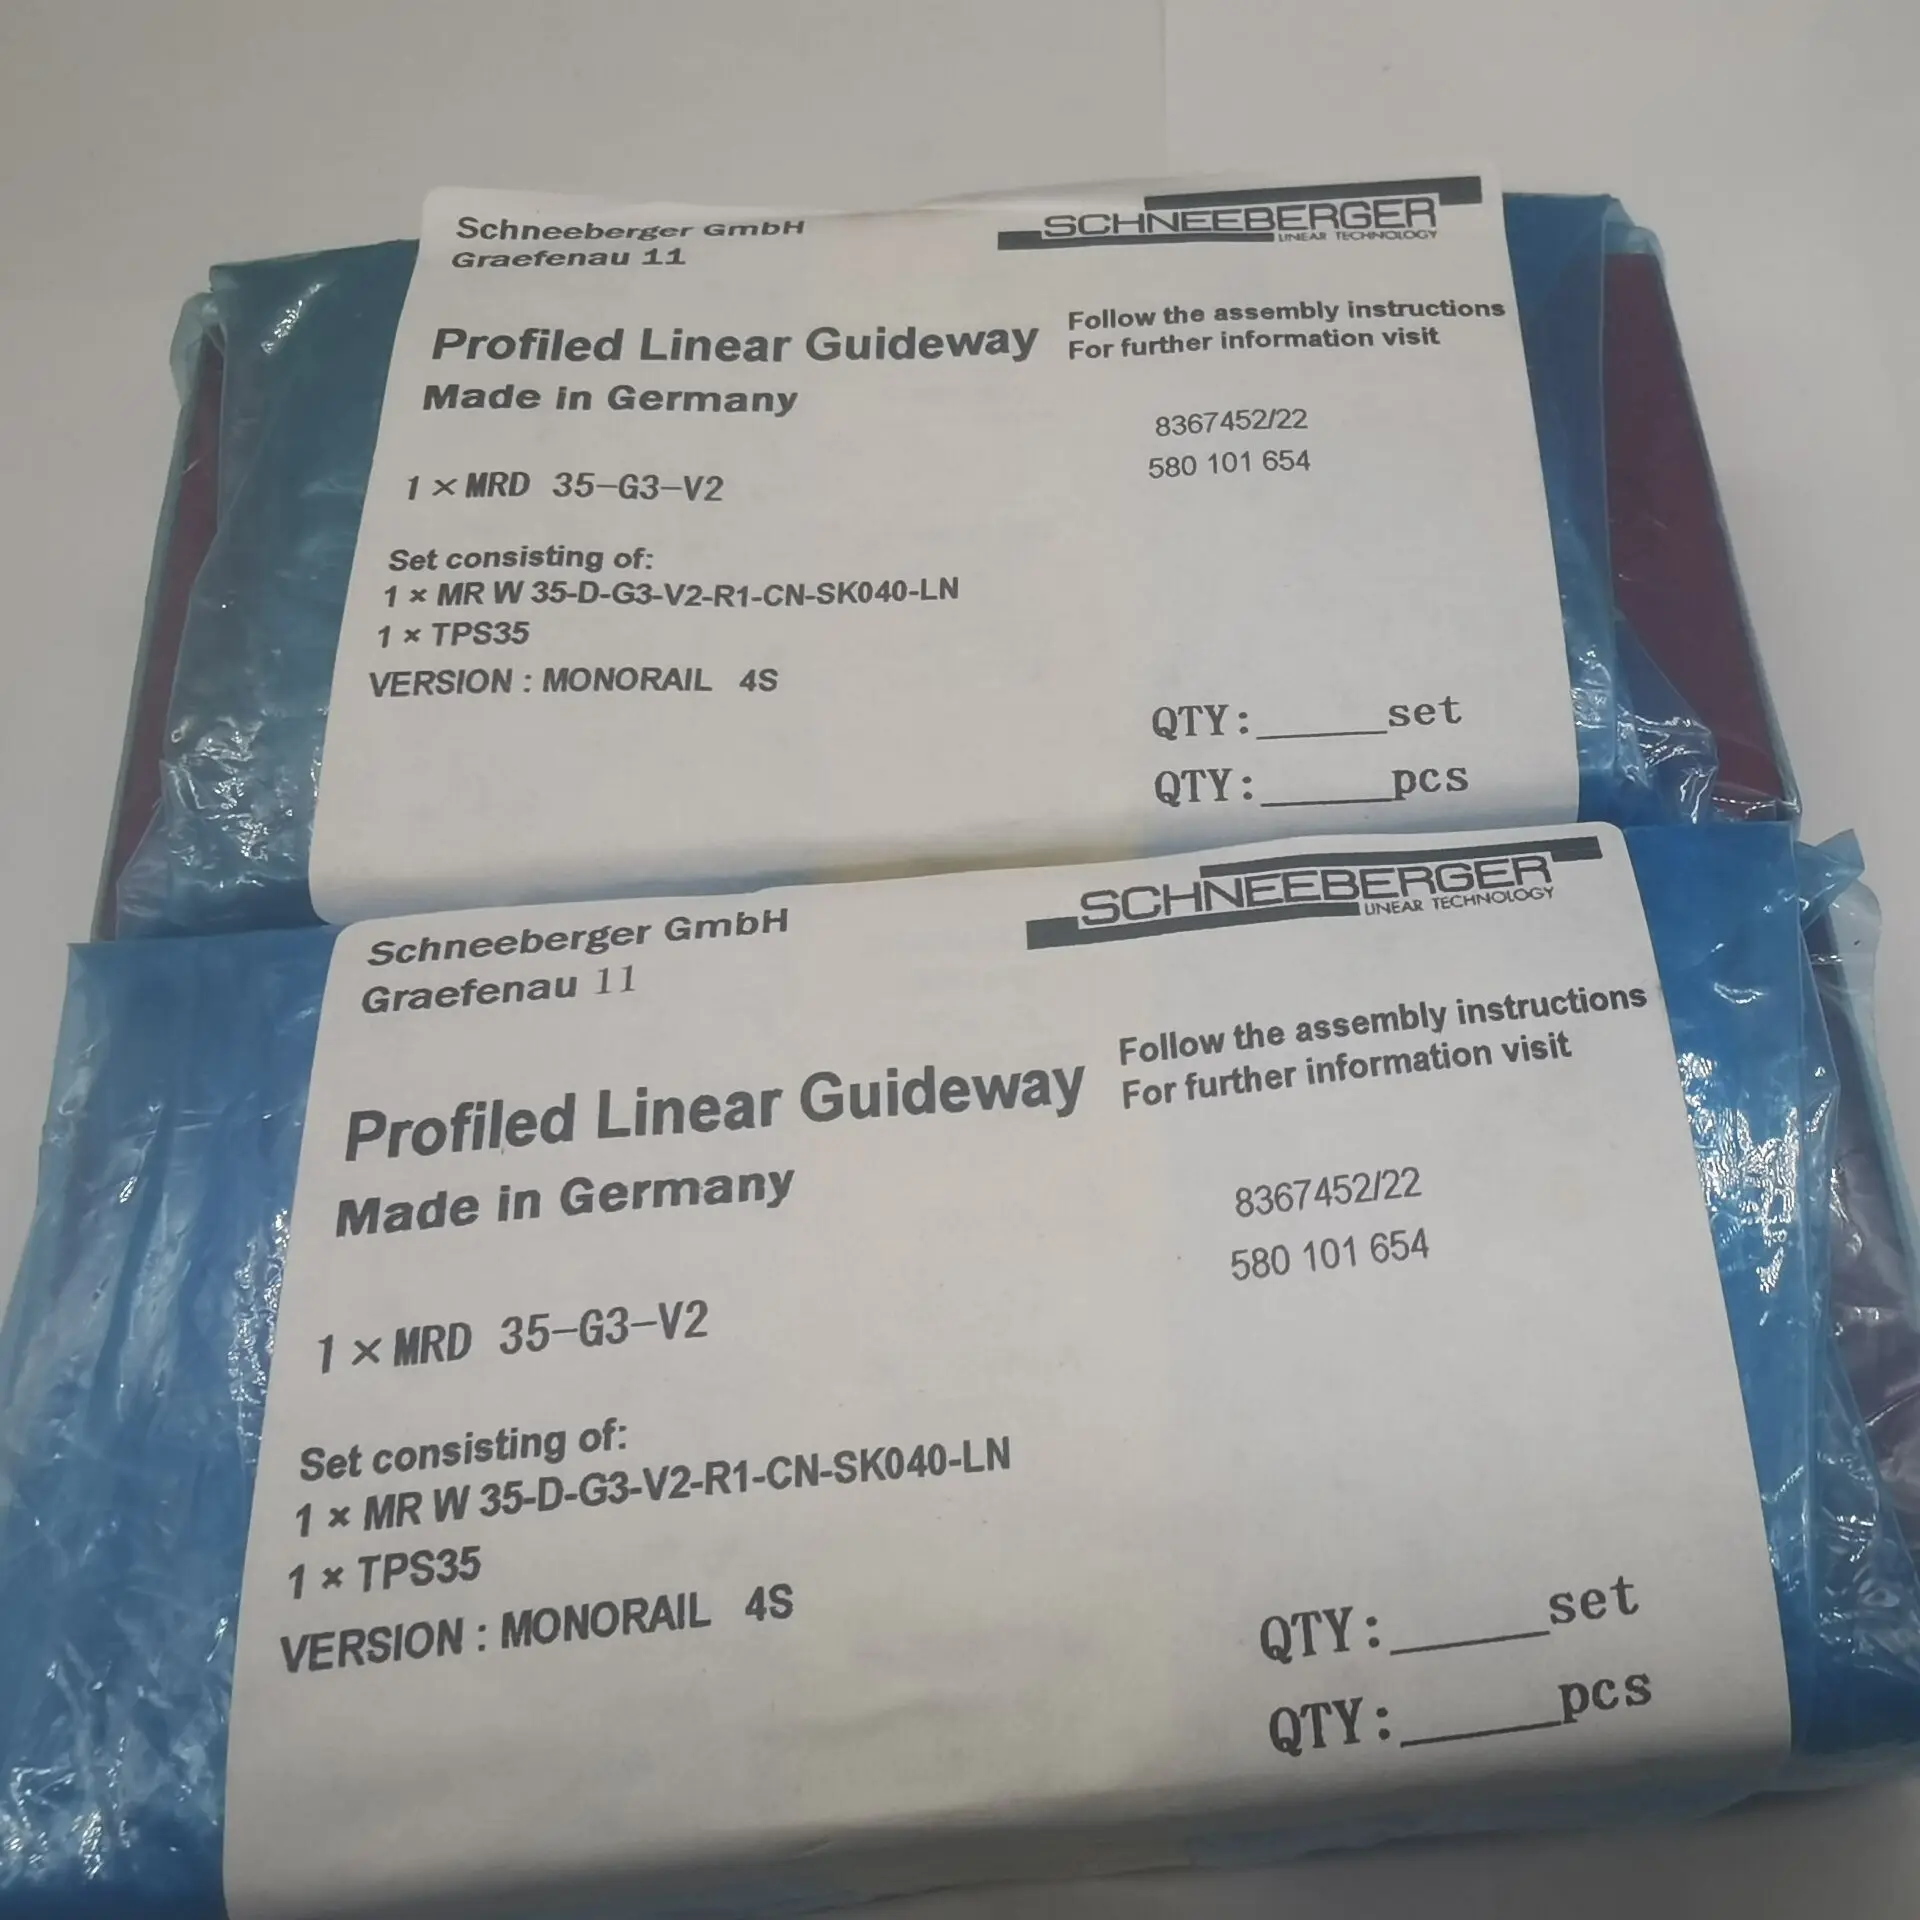 Schneeberger GmbH
Graefenau 11
SCHNEEBERGER
LINEAR TECHNOLOGY
Profiled Linear Guideway
Made in Germany
Follow the assembly instructions
For further information visit
8367452/22
580 101 654
1 × MRD 35-G3-V2
Set consisting of:
1 × MR W 35-D-G3-V2-R1-CN-SK040-LN
1 × TPS35
VERSION : MONORAIL 4S
QTY:_____set
QTY:_____pcs
Schneeberger GmbH
Graefenau 11
SCHNEEBERGER
LINEAR TECHNOLOGY
Profiled Linear Guideway
Made in Germany
Follow the assembly instructions
For further information visit
8367452/22
580 101 654
1 × MRD 35-G3-V2
Set consisting of:
1 × MR W 35-D-G3-V2-R1-CN-SK040-LN
1 × TPS35
VERSION : MONORAIL 4S
QTY:_____set
QTY:_____pcs